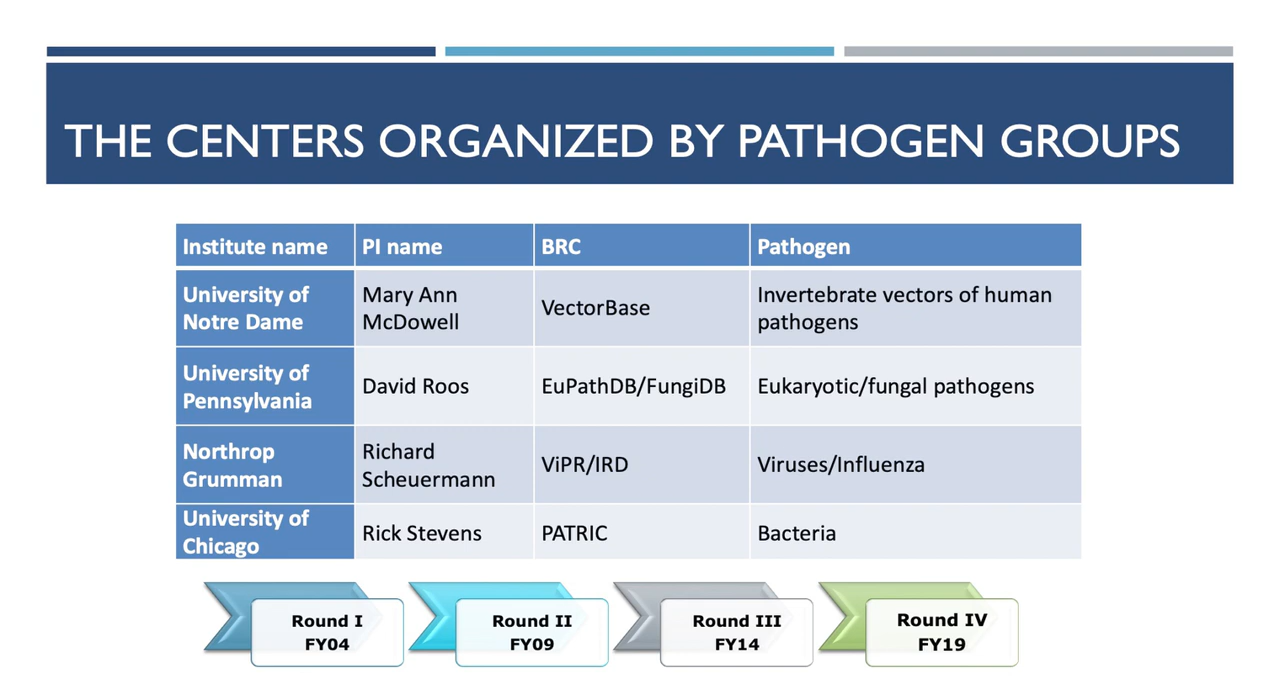 THE CENTERS ORGANIZED BY PATHOGEN GROUPS
Institute name PI name BRC Pathogen
University of
Notre Dame
Mary Ann
McDowell
VectorBase
Invertebrate vectors of human
pathogens
University of
Pennsylvania
David Roos
EuPathDB/FungiDB
Eukaryotic/fungal pathogens
Northrop
Grumman
Richard
Scheuermann
ViPR/IRD
Viruses/Influenza
University of
Chicago
Rick Stevens
PATRIC
Bacteria
Round I
FY04
Round II
FY09
Round III
FY14
Round IV
FY19